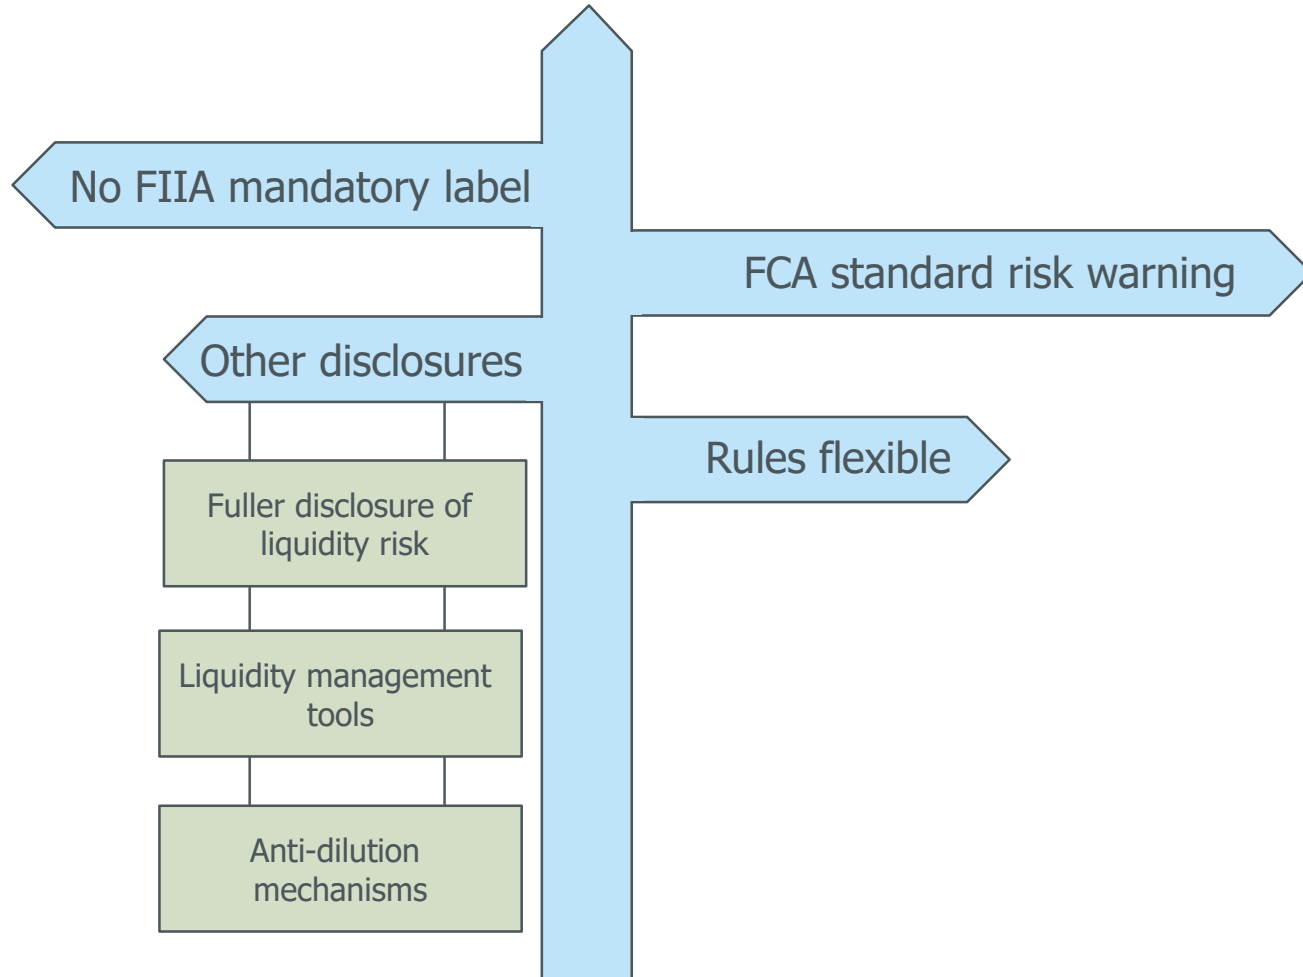 No FIIA mandatory label
FCA standard risk warning
Other disclosures
Rules flexible
Fuller disclosure of
liquidity risk
Liquidity management
tools
Anti-dilution
mechanisms